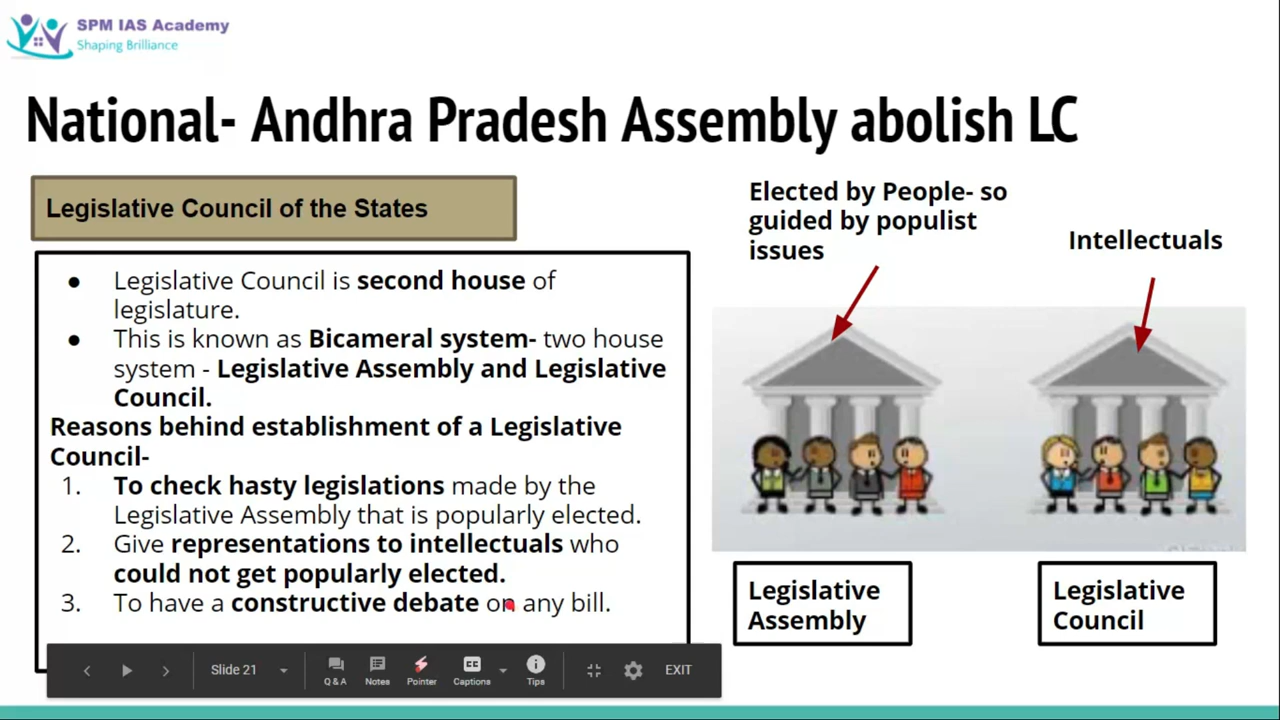 SPM IAS Academy
Shaping Brilliance
National- Andhra Pradesh Assembly abolish LC
Legislative Council of the States
● Legislative Council is second house of
legislature.
● This is known as Bicameral system- two house
system - Legislative Assembly and Legislative
Council.
Reasons behind establishment of a Legislative
Council-
1. To check hasty legislations made by the
Legislative Assembly that is popularly elected.
2. Give representations to intellectuals who
could not get popularly elected.
3. To have a constructive debate on any bill.
Elected by People- so
guided by populist
issues
Intellectuals
Legislative
Assembly
Legislative
Council
Slide 21
Q & A
Notes
Pointer
CC
Captions
Tips
EXIT